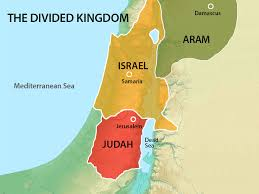 THE DIVIDED KINGDOM
Damascus
ARAM
ISRAEL
Samaria
Mediterranean Sea
Jerusalem
Dead
Sea
JUDAH